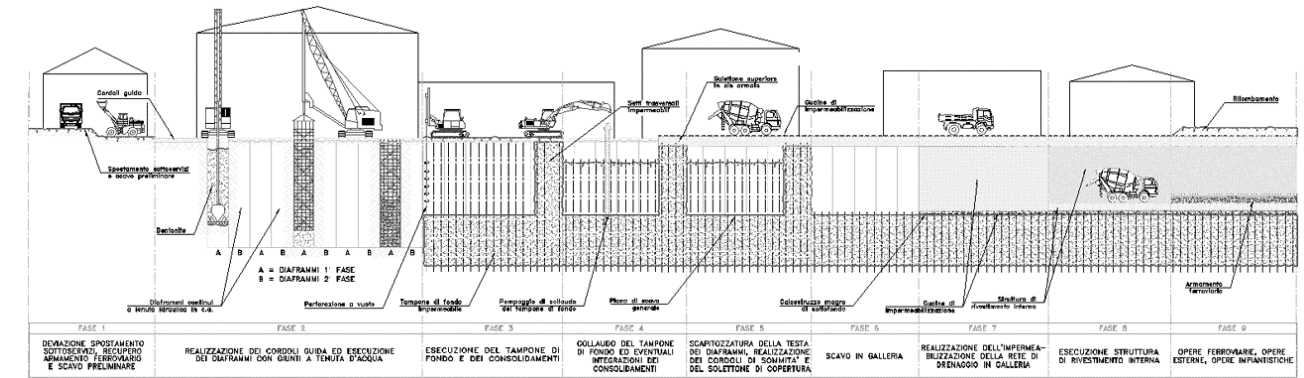 Cordoli guida
Spostamento sottoservizi
e scavo preliminare
Bentonite
A B A B A B A B A B
A = DIAFRAMMI 1' FASE
B = DIAFRAMMI 2' FASE
Diaframmi continui
a tenuta idraulica in c.a.
Perforazione a vuoto
Tampone di fondo
impermeabile
Setti trasversali
impermeabili
Pompaggio di collaudo
del tampone di fondo
Solettone superiore
in cls armato
Guaine di
impermeabilizzazione
Piano di scavo
generale
Calcestruzzo magro
di sottofondo
Guaine di
impermeabilizzazione
Struttura di
rivestimento interna
Ritombamento
Armamento
ferroviario
FASE 1
FASE 2
FASE 3
FASE 4
FASE 5
FASE 6
FASE 7
FASE 8
FASE 9
DEVIAZIONE SPOSTAMENTO
SOTTOSERVIZI, RECUPERO
ARMAMENTO FERROVIARIO
E SCAVO PRELIMINARE
REALIZZAZIONE DEI CORDOLI GUIDA ED ESECUZIONE
DEI DIAFRAMMI CON GIUNTI A TENUTA D'ACQUA
ESECUZIONE DEL TAMPONE DI
FONDO E DEI CONSOLIDAMENTI
COLLAUDO DEL TAMPONE
DI FONDO ED EVENTUALI
INTEGRAZIONI DEI
CONSOLIDAMENTI
SCAPITOZZATURA DELLA TESTA
DEI DIAFRAMMI, REALIZZAZIONE
DEI CORDOLI DI SOMMITA' E
DEL SOLETTONE DI COPERTURA
SCAVO IN GALLERIA
REALIZZAZIONE DELL'IMPERMEA-
BILIZZAZIONE DELLA RETE DI
DRENAGGIO IN GALLERIA
ESECUZIONE STRUTTURA
DI RIVESTIMENTO INTERNA
OPERE FERROVIARIE, OPERE
ESTERNE, OPERE IMPIANTISTICHE